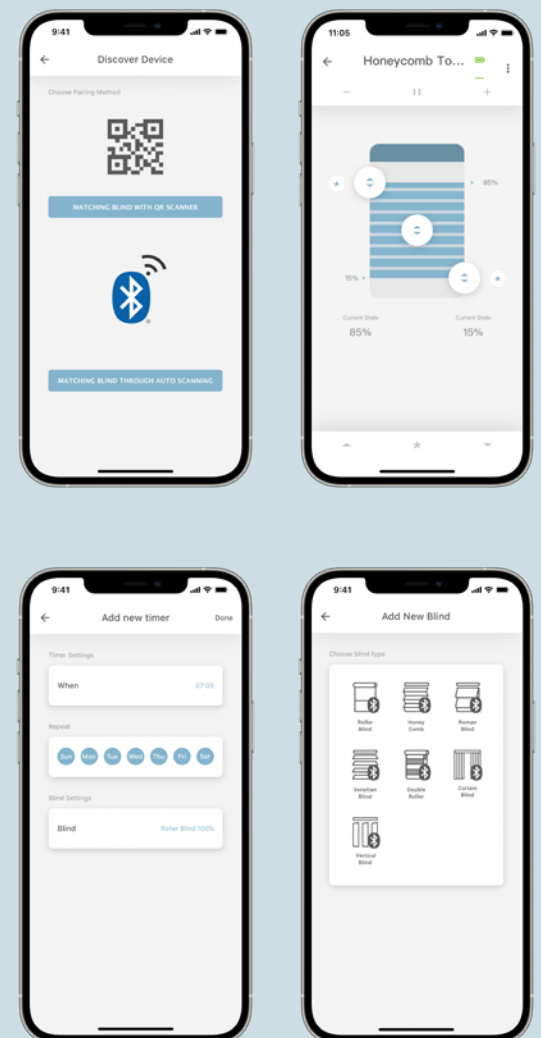 9:41
Discover Device
Choose Pairing Method
MATCHING BLIND WITH QR SCANNER
®
MATCHING BLIND THROUGH AUTO SCANNING
11:05
Honeycomb To...
85%
15%
Current State
Current State
85%
15%
9:41
Add new timer
Done
Timer Settings
When
07:00
Repeat
Sun Mon Tue Wed Thu Fri Sat
Blind Settings
Blind
Roller Blind 100%
9:41
Add New Blind
Choose blind type
Roller
Blind
Honey
Comb
Roman
Blind
Venetian
Blind
Double
Roller
Curtain
Blind
Vertical
Blind